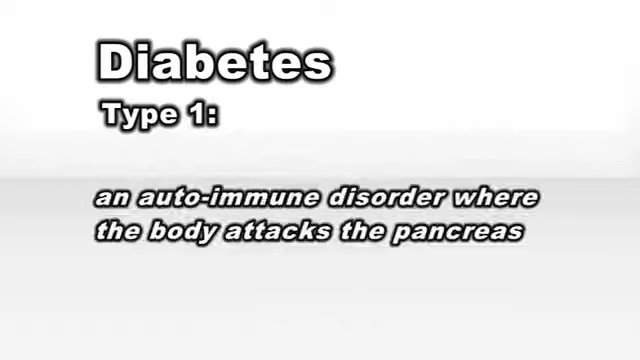 Diabetes
Type 1:
an auto-immune disorder where
the body attacks the pancreas